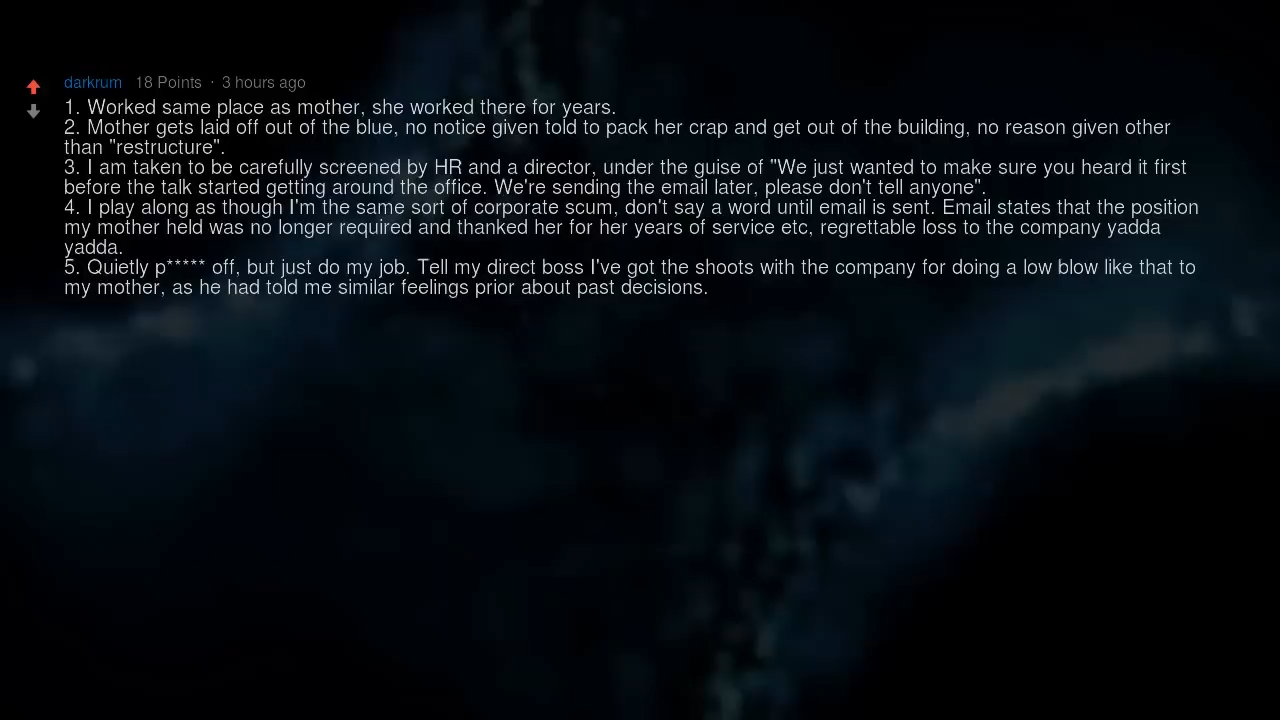 darkrum 18 Points · 3 hours ago
1. Worked same place as mother, she worked there for years.
2. Mother gets laid off out of the blue, no notice given told to pack her crap and get out of the building, no reason given other
than "restructure".
3. I am taken to be carefully screened by HR and a director, under the guise of "We just wanted to make sure you heard it first
before the talk started getting around the office. We're sending the email later, please don't tell anyone".
4. I play along as though I'm the same sort of corporate scum, don't say a word until email is sent. Email states that the position
my mother held was no longer required and thanked her for her years of service etc, regrettable loss to the company yadda
yadda.
5. Quietly p***** off, but just do my job. Tell my direct boss I've got the shoots with the company for doing a low blow like that to
my mother, as he had told me similar feelings prior about past decisions.